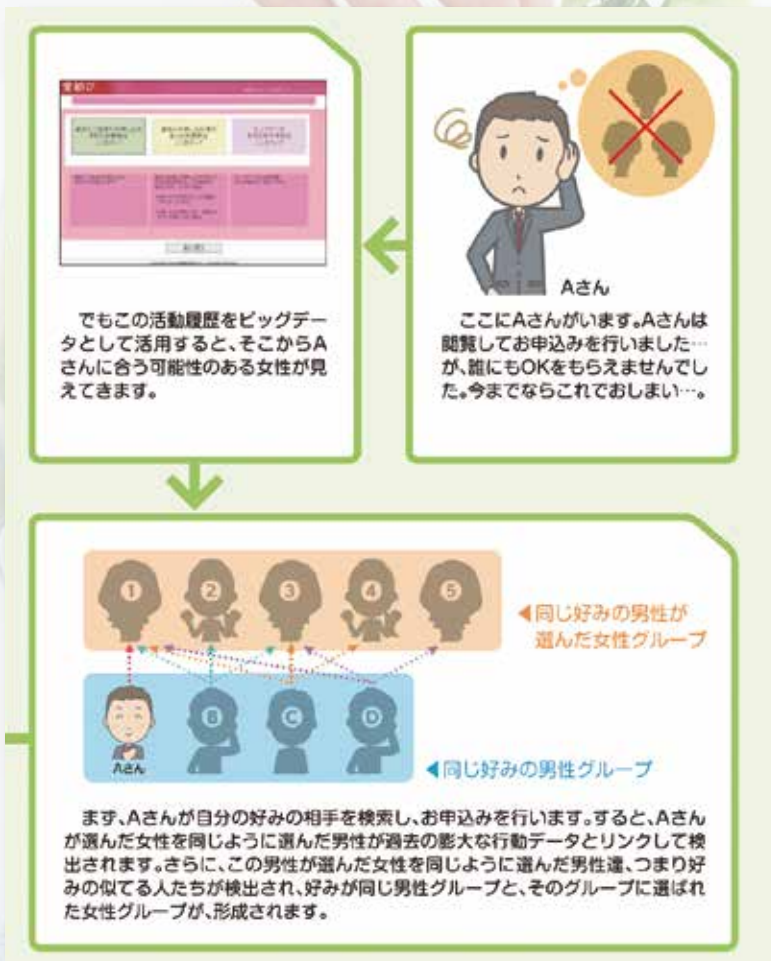 Aさん
ここにAさんがいます。Aさんは
閲覧してお申込みを行いました…
が、誰にもOKをもらえませんでし
た。今までならこれでおしまい…。
でもこの活動履歴をビッグデー
タとして活用すると、そこからA
さんに合う可能性のある女性が見
えてきます。
① ② ③ ④ ⑤
◀同じ好みの男性が
選んだ女性グループ
Aさん Ⓑ Ⓒ Ⓓ
◀同じ好みの男性グループ
まず、Aさんが自分の好みの相手を検索し、お申込みを行います。すると、Aさん
が選んだ女性を同じように選んだ男性が過去の膨大な行動データとリンクして検
出されます。さらに、この男性が選んだ女性を同じように選んだ男性達、つまり好
みの似てる人たちが検出され、好みが同じ男性グループと、そのグループに選ばれ
た女性グループが、形成されます。